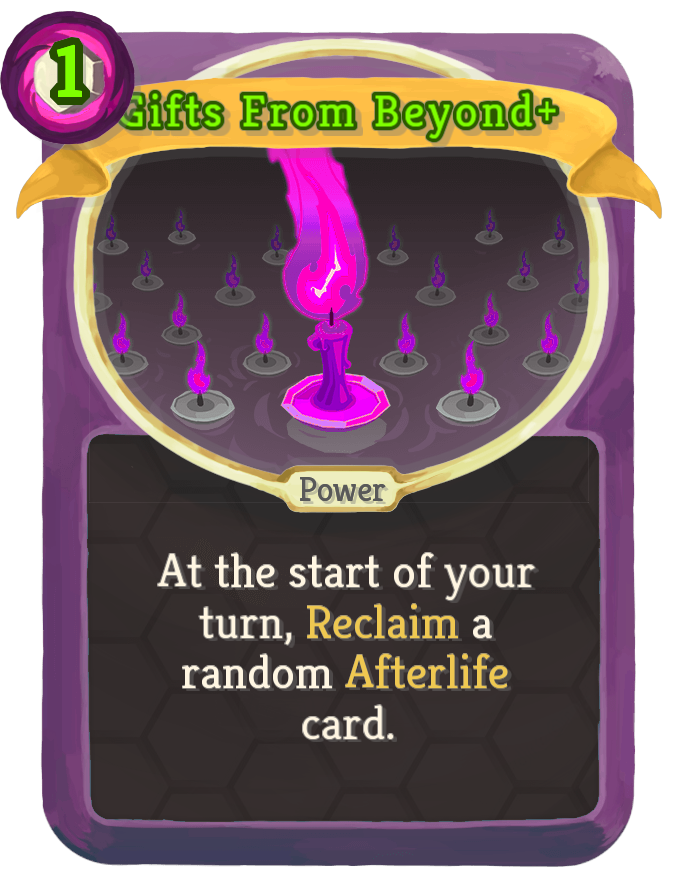 1
Gifts From Beyond+
Power
At the start of your
turn, Reclaim a
random Afterlife
card.